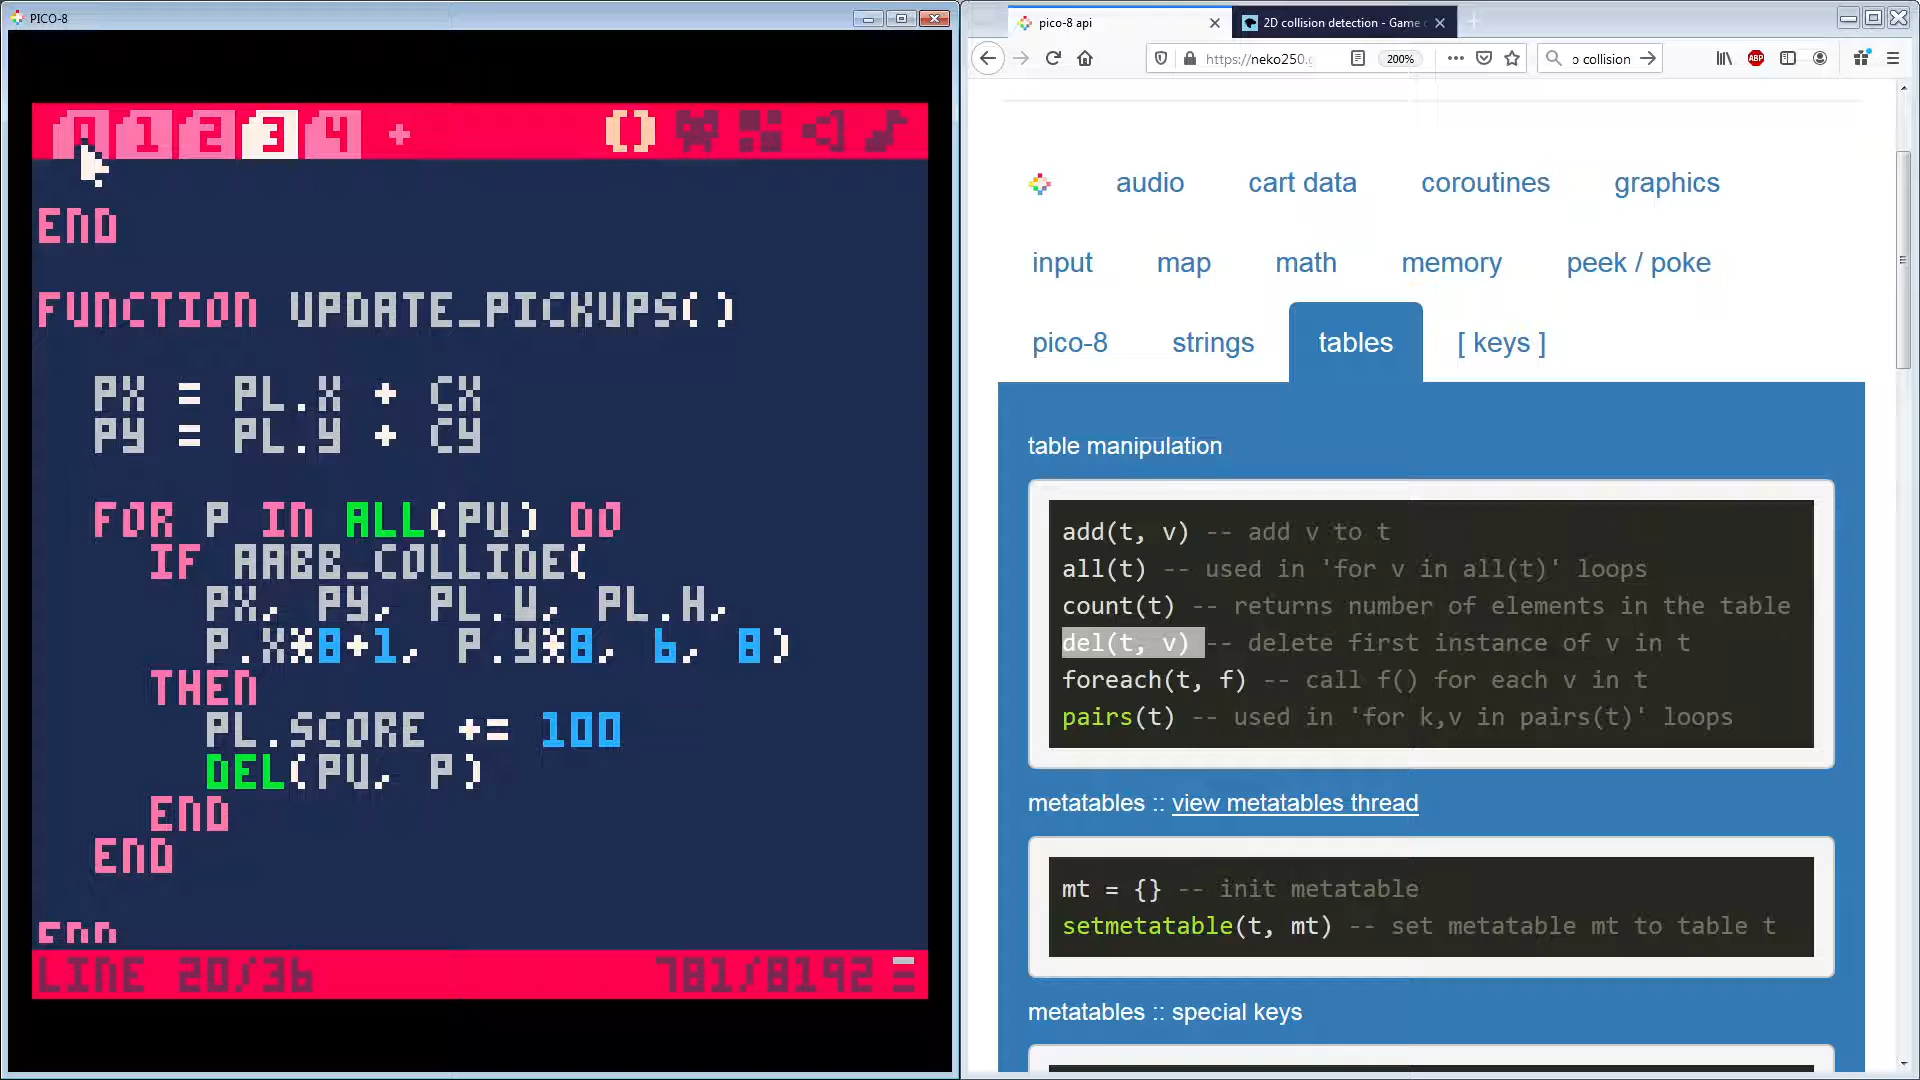 PICO-8
0 1 2 3 4 +
END
FUNCTION UPDATE_PICKUPS()
PX = PL.X + CX
PY = PL.Y + CY
FOR P IN ALL(PU) DO
IF AABB_COLLIDE(
PX, PY, PL.W, PL.H,
P.X*8+1, P.Y*8, 6, 8)
THEN
PL.SCORE += 100
DEL(PU, P)
END
END
END
LINE 20/36 781/8192
pico-8 api
2D collision detection - Game
https://neko250.g
200%
collision
audio cart data coroutines graphics
input map math memory peek / poke
pico-8 strings tables [ keys ]
table manipulation
add(t, v) -- add v to t
all(t) -- used in 'for v in all(t)' loops
count(t) -- returns number of elements in the table
del(t, v) -- delete first instance of v in t
foreach(t, f) -- call f() for each v in t
pairs(t) -- used in 'for k,v in pairs(t)' loops
metatables :: view metatables thread
mt = {} -- init metatable
setmetatable(t, mt) -- set metatable mt to table t
metatables :: special keys